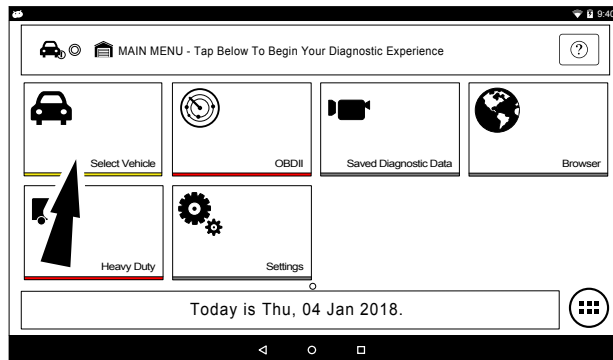 9:40
MAIN MENU - Tap Below To Begin Your Diagnostic Experience
?
Select Vehicle
OBDII
Saved Diagnostic Data
Browser
Heavy Duty
Settings
Today is Thu, 04 Jan 2018.